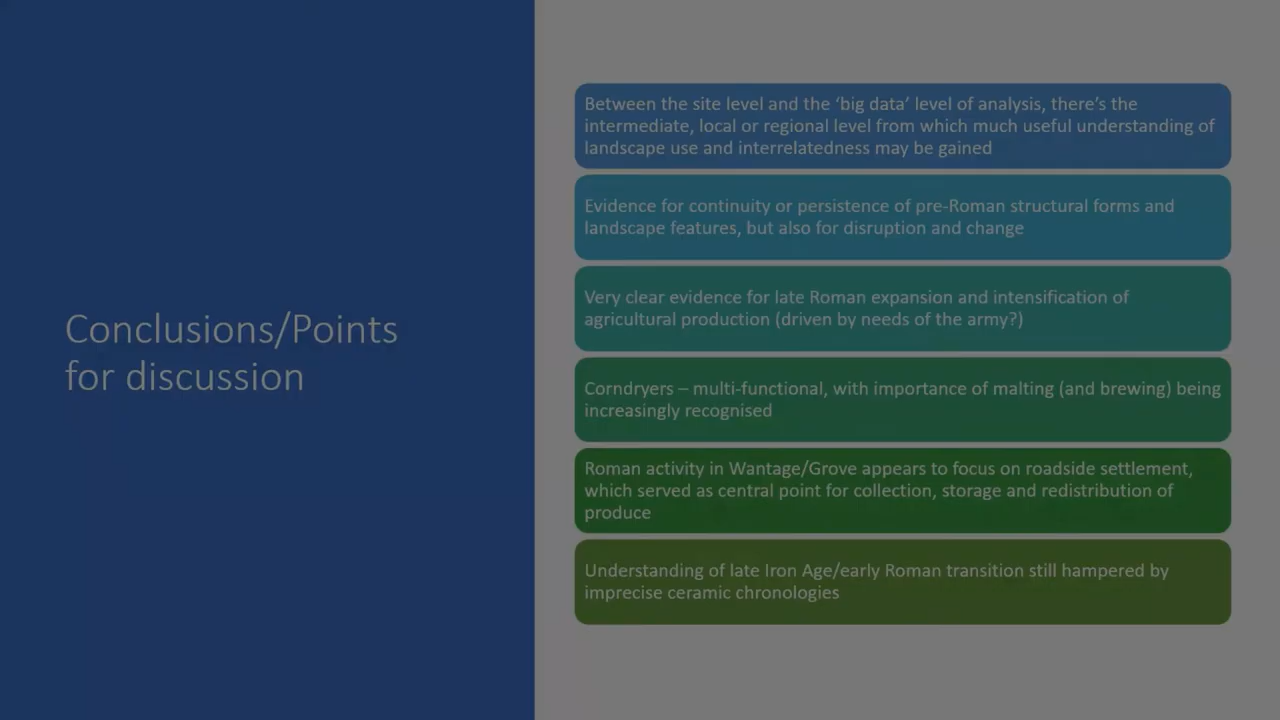 Conclusions/Points
for discussion
Between the site level and the ‘big data’ level of analysis, there’s the
intermediate, local or regional level from which much useful understanding of
landscape use and interrelatedness may be gained
Evidence for continuity or persistence of pre-Roman structural forms and
landscape features, but also for disruption and change
Very clear evidence for late Roman expansion and intensification of
agricultural production (driven by needs of the army?)
Corndryers – multi-functional, with importance of malting (and brewing) being
increasingly recognised
Roman activity in Wantage/Grove appears to focus on roadside settlement,
which served as central point for collection, storage and redistribution of
produce
Understanding of late Iron Age/early Roman transition still hampered by
imprecise ceramic chronologies